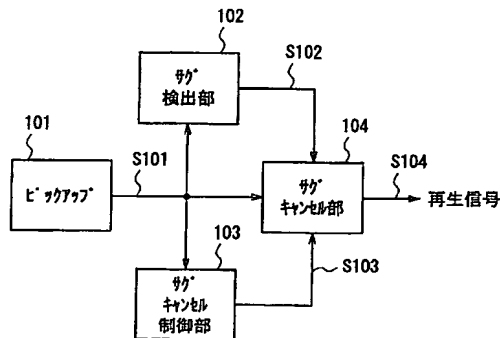 102
サグ
検出部
S102
101
ピックアップ
S101
104
サグ
キャンセル部
S104
再生信号
103
サグ
キャンセル
制御部
S103